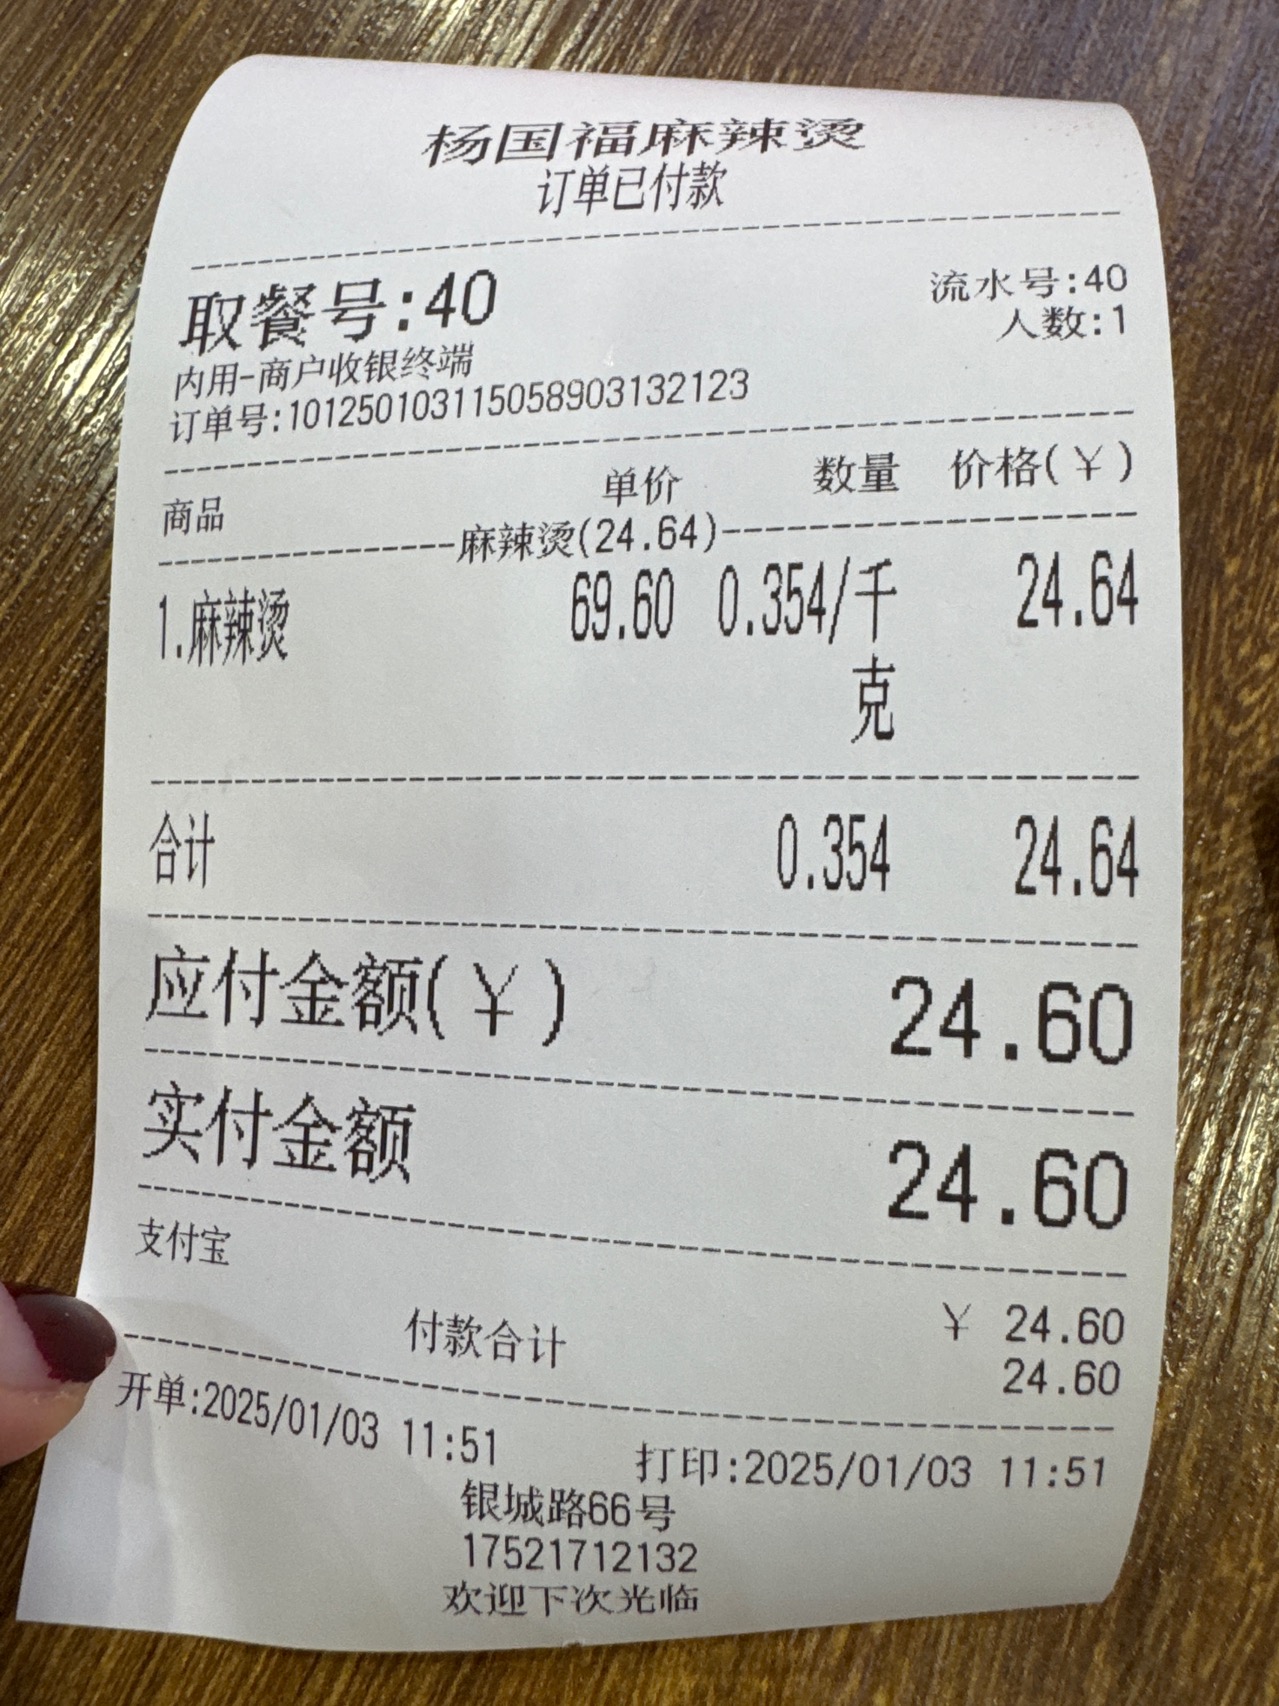 杨国福麻辣烫
订单已付款
取餐号:40
流水号:40
人数:1
内用-商户收银终端
订单号:101250103115058903132123
商品 单价 数量 价格(¥)
麻辣烫(24.64)
1.麻辣烫 69.60 0.354/千克 24.64
合计 0.354 24.64
应付金额(¥) 24.60
实付金额 24.60
支付宝 ¥ 24.60
付款合计 24.60
开单:2025/01/03 11:51 打印:2025/01/03 11:51
银城路66号
17521712132
欢迎下次光临